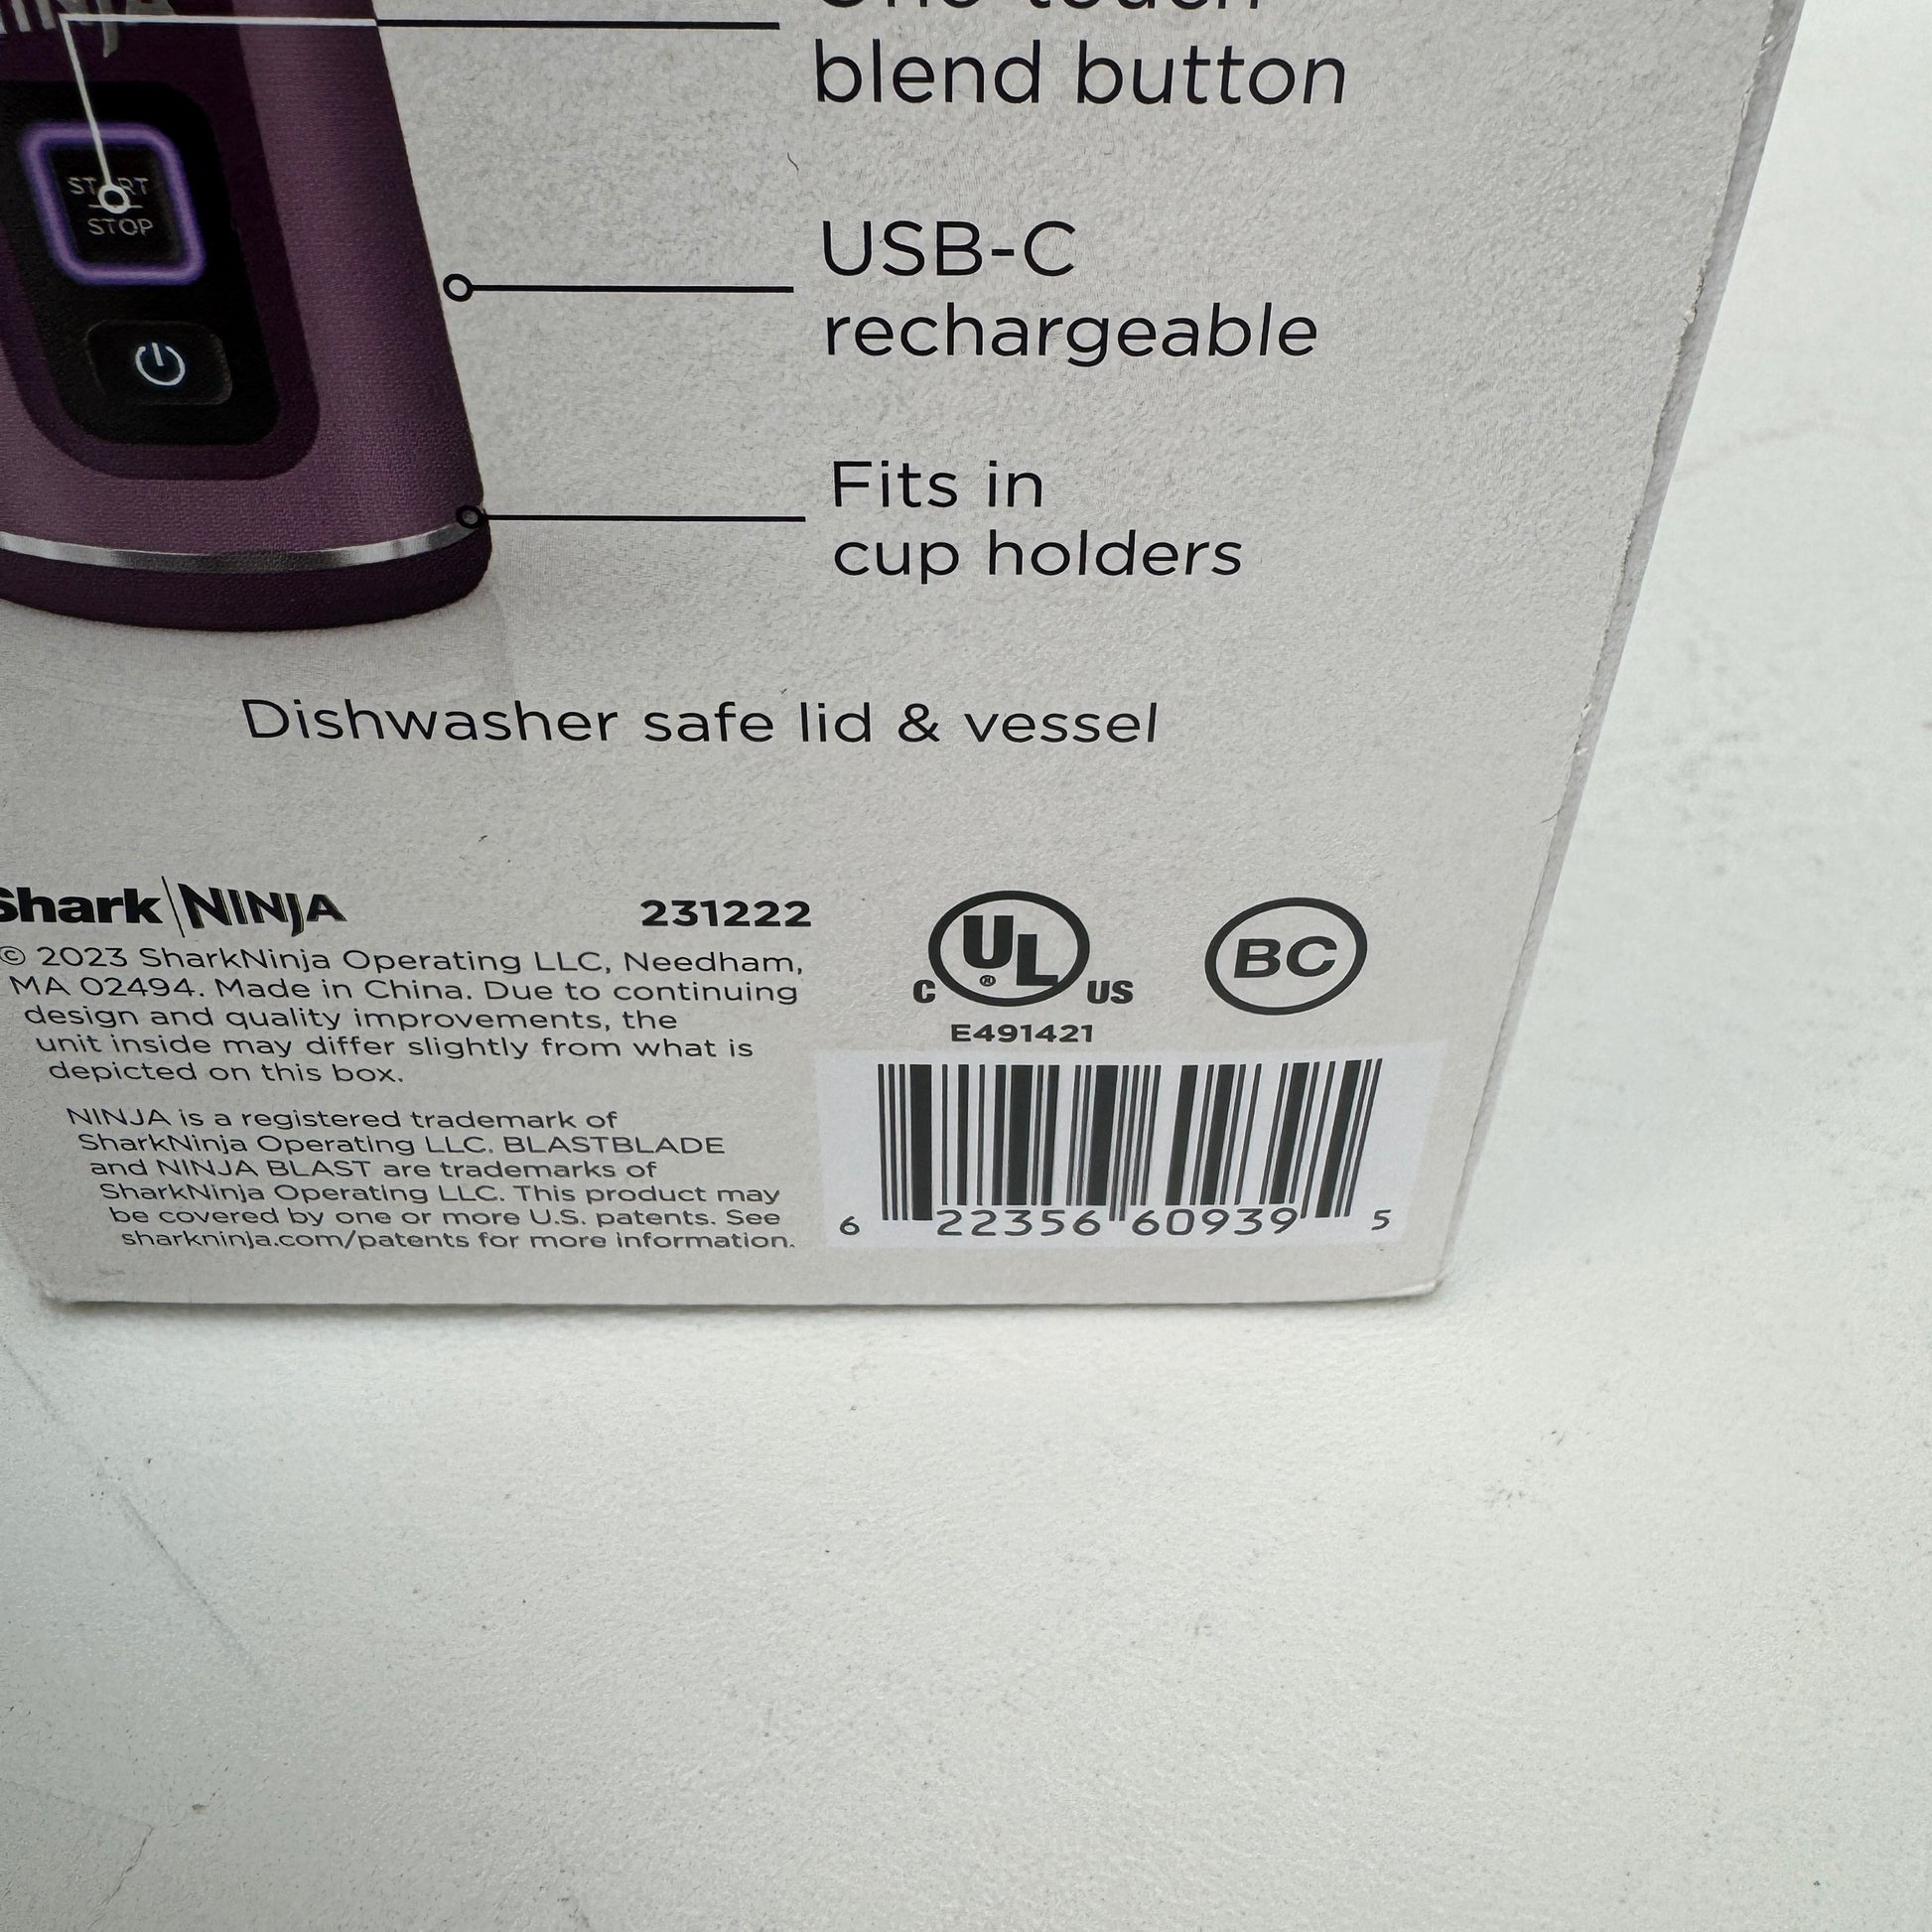 One-touch
blend button
START
STOP
USB-C
rechargeable
Fits in
cup holders
Dishwasher safe lid & vessel
Shark|NINJA
231222
© 2023 SharkNinja Operating LLC, Needham,
MA 02494. Made in China. Due to continuing
design and quality improvements, the
unit inside may differ slightly from what is
depicted on this box.
NINJA is a registered trademark of
SharkNinja Operating LLC. BLASTBLADE
and NINJA BLAST are trademarks of
SharkNinja Operating LLC. This product may
be covered by one or more U.S. patents. See
sharkninja.com/patents for more information.
C UL ® US
E491421
BC
6 22356 60939 5